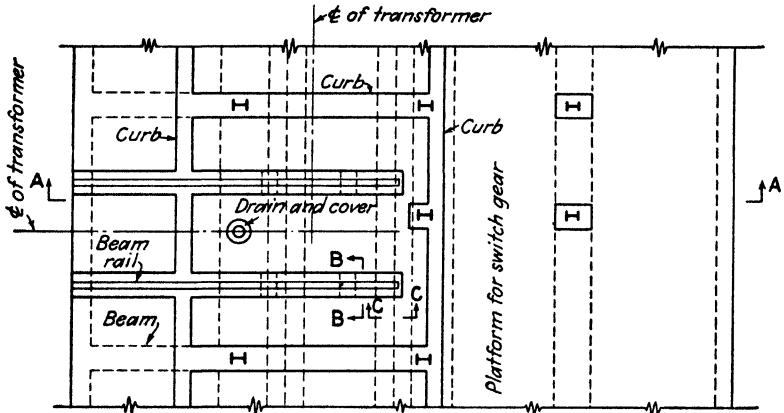 ℄ of transformer
℄ of transformer
Curb
Curb
Curb
A
A
Drain and cover
Beam
rail
B
C
C
B
Beam
Platform for switch gear